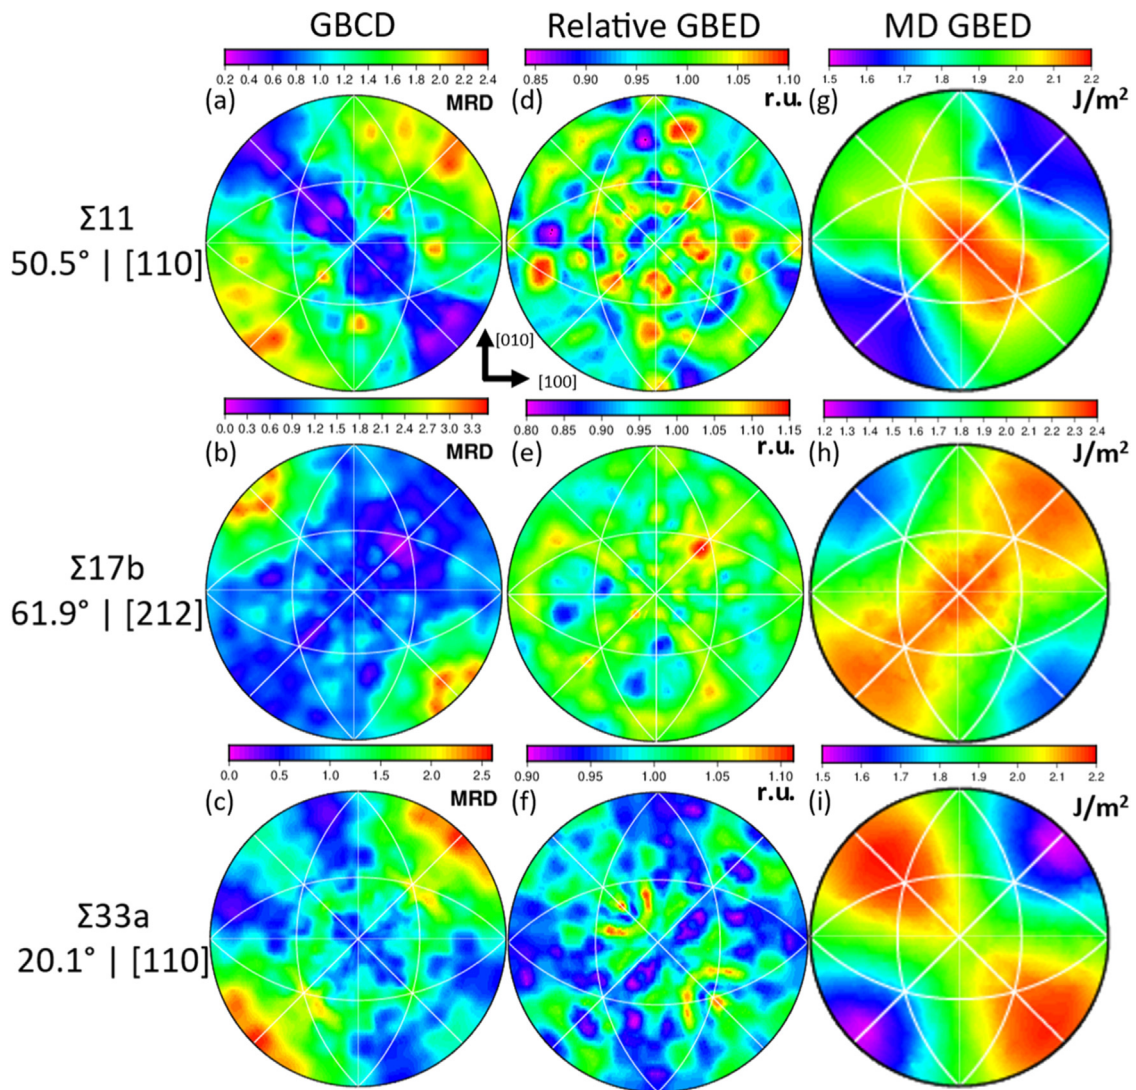 GBCD Relative GBED MD GBED
0.2 0.4 0.6 0.8 1.0 1.2 1.4 1.6 1.8 2.0 2.2 2.4
0.85 0.90 0.95 1.00 1.05 1.10
1.5 1.6 1.7 1.8 1.9 2.0 2.1 2.2
(a) MRD (d) r.u. (g) J/m²
Σ11
50.5° | [110]
[010]
[100]
0.0 0.3 0.6 0.9 1.2 1.5 1.8 2.1 2.4 2.7 3.0 3.3
0.80 0.85 0.90 0.95 1.00 1.05 1.10 1.15
1.2 1.3 1.4 1.5 1.6 1.7 1.8 1.9 2.0 2.1 2.2 2.3 2.4
(b) MRD (e) r.u. (h) J/m²
Σ17b
61.9° | [212]
0.0 0.5 1.0 1.5 2.0 2.5
0.90 0.95 1.00 1.05 1.10
1.5 1.6 1.7 1.8 1.9 2.0 2.1 2.2
(c) MRD (f) r.u. (i) J/m²
Σ33a
20.1° | [110]